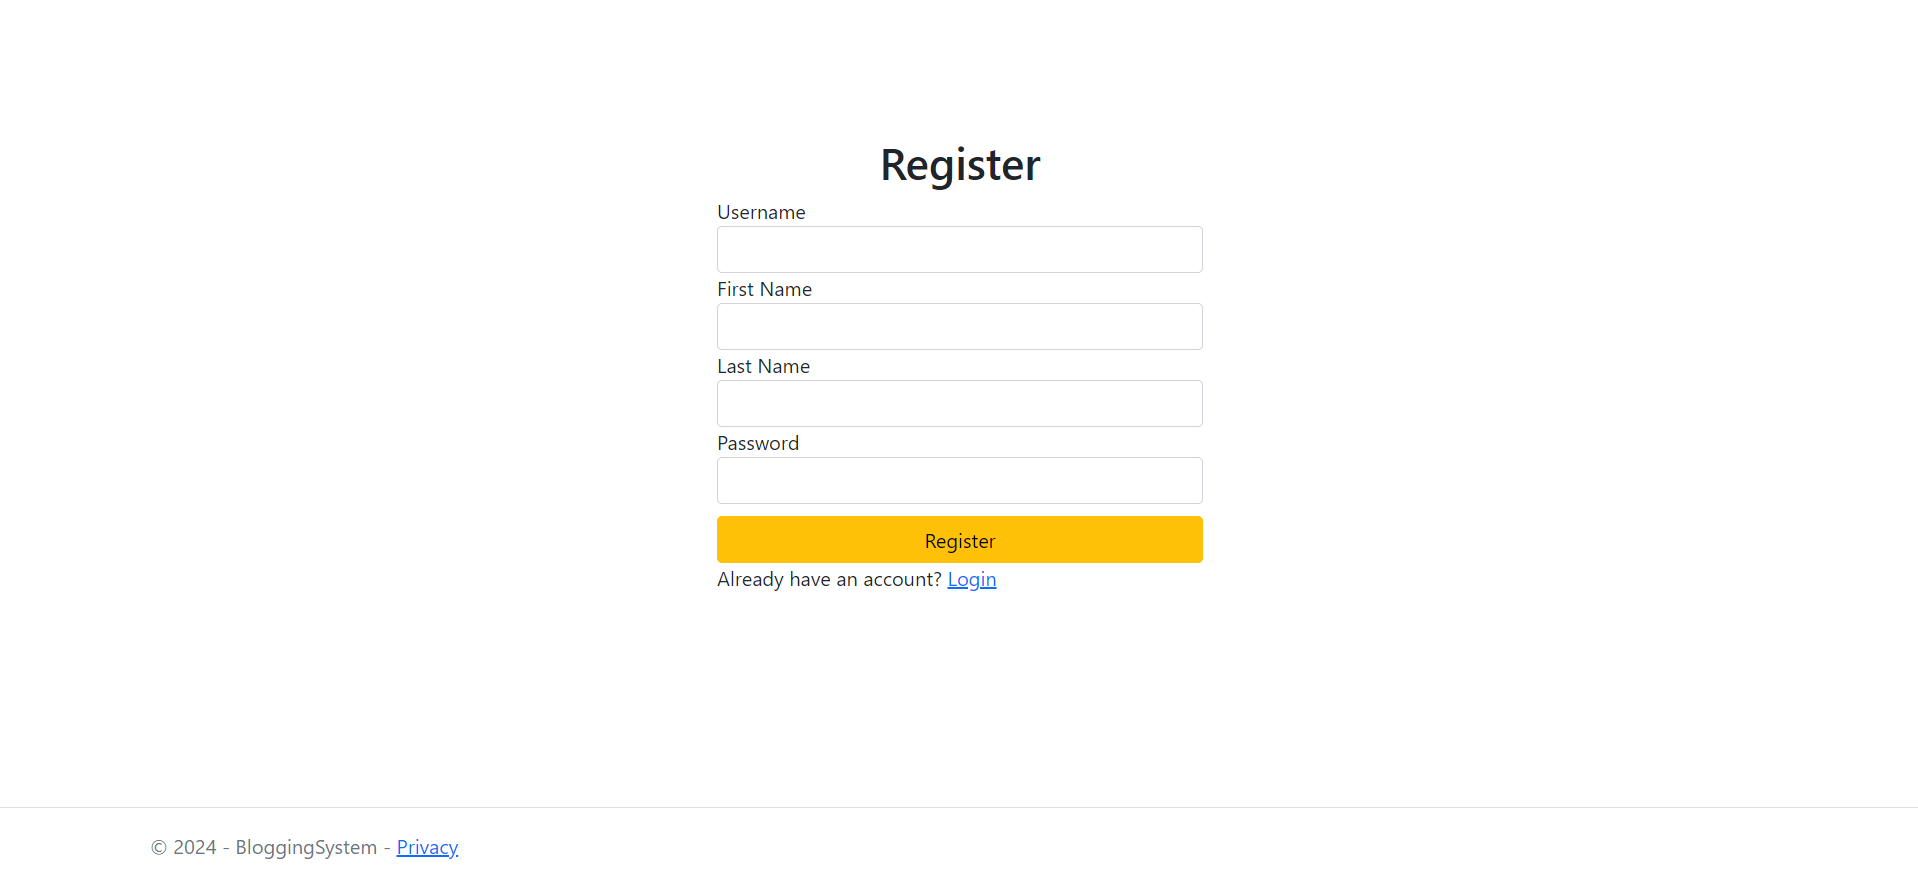 Register
Username
First Name
Last Name
Password
Register
Already have an account? Login
© 2024 - BloggingSystem - Privacy